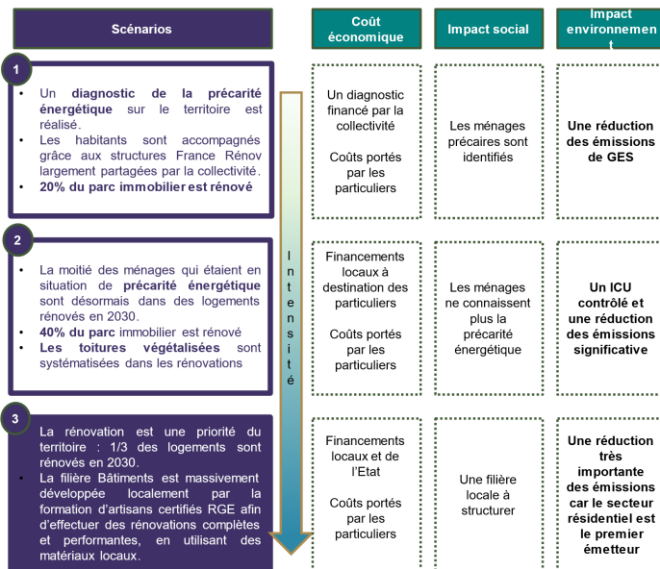 Scénarios
Coût
économique
Impact social
Impact
environnemen
t
1
• Un diagnostic de la précarité
énergétique sur le territoire est
réalisé.
• Les habitants sont accompagnés
grâce aux structures France Rénov
largement partagées par la collectivité.
• 20% du parc immobilier est rénové
Un diagnostic
financé par la
collectivité
Coûts portés
par les
particuliers
Les ménages
précaires sont
identifiés
Une réduction
des émissions
de GES
Intensité
2
• La moitié des ménages qui étaient en
situation de précarité énergétique
sont désormais dans des logements
rénovés en 2030.
• 40% du parc immobilier est rénové
• Les toitures végétalisées sont
systématisées dans les rénovations
Financements
locaux à
destination des
particuliers
Coûts portés
par les
particuliers
Les ménages
ne connaissent
plus la
précarité
énergétique
Un ICU
contrôlé et
une réduction
des émissions
significative
3
La rénovation est une priorité du
territoire : 1/3 des logements sont
rénovés en 2030.
• La filière Bâtiments est massivement
développée localement par la
formation d'artisans certifiés RGE afin
d'effectuer des rénovations complètes
et performantes, en utilisant des
matériaux locaux.
Financements
locaux et de
l'Etat
Coûts portés
par les
particuliers
Une filière
locale à
structurer
Une réduction
très
importante
des émissions
car le secteur
résidentiel est
le premier
émetteur